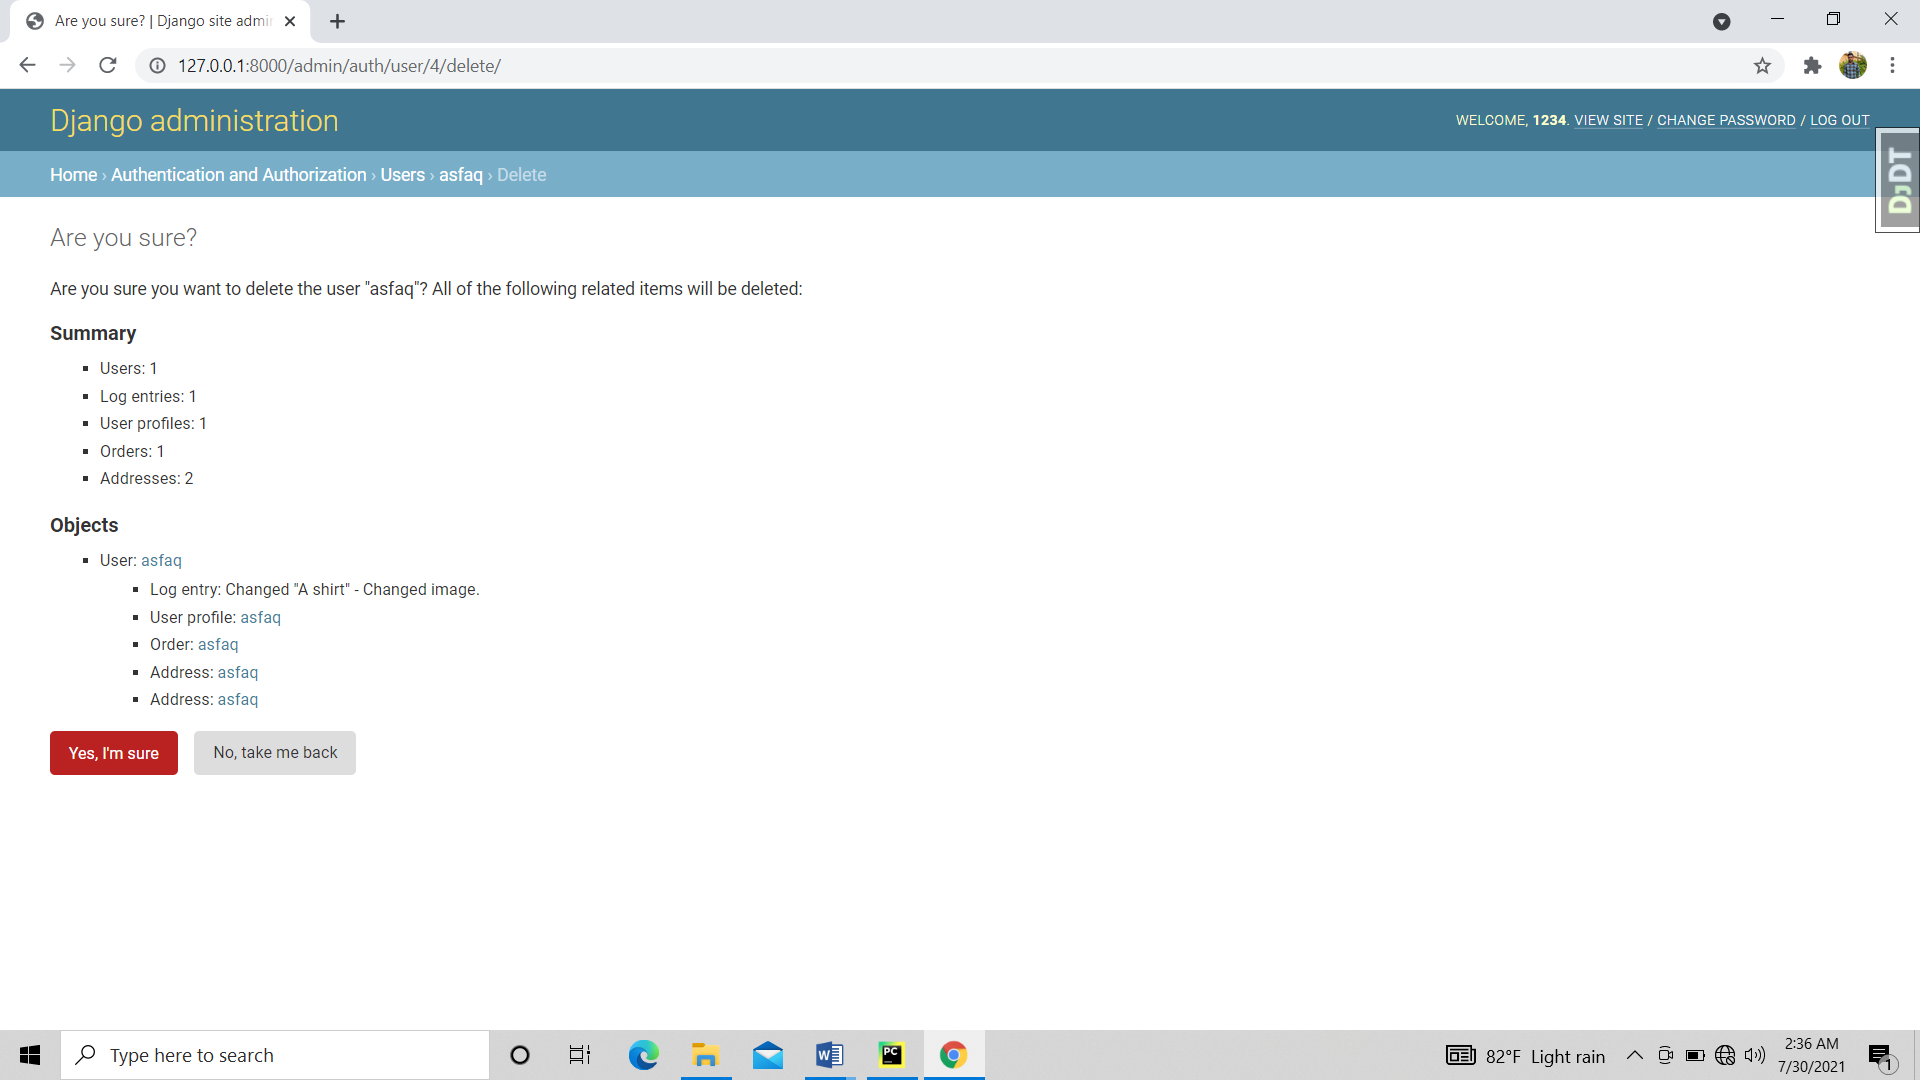 Are you sure? | Django site admin
127.0.0.1:8000/admin/auth/user/4/delete/
Django administration
WELCOME, 1234. VIEW SITE / CHANGE PASSWORD / LOG OUT
DjDT
Home › Authentication and Authorization › Users › asfaq › Delete
Are you sure?
Are you sure you want to delete the user "asfaq"? All of the following related items will be deleted:
Summary
Users: 1
Log entries: 1
User profiles: 1
Orders: 1
Addresses: 2
Objects
User: asfaq
Log entry: Changed "A shirt" - Changed image.
User profile: asfaq
Order: asfaq
Address: asfaq
Address: asfaq
Yes, I'm sure
No, take me back
Type here to search
W
PC
82°F Light rain
2:36 AM
7/30/2021
1